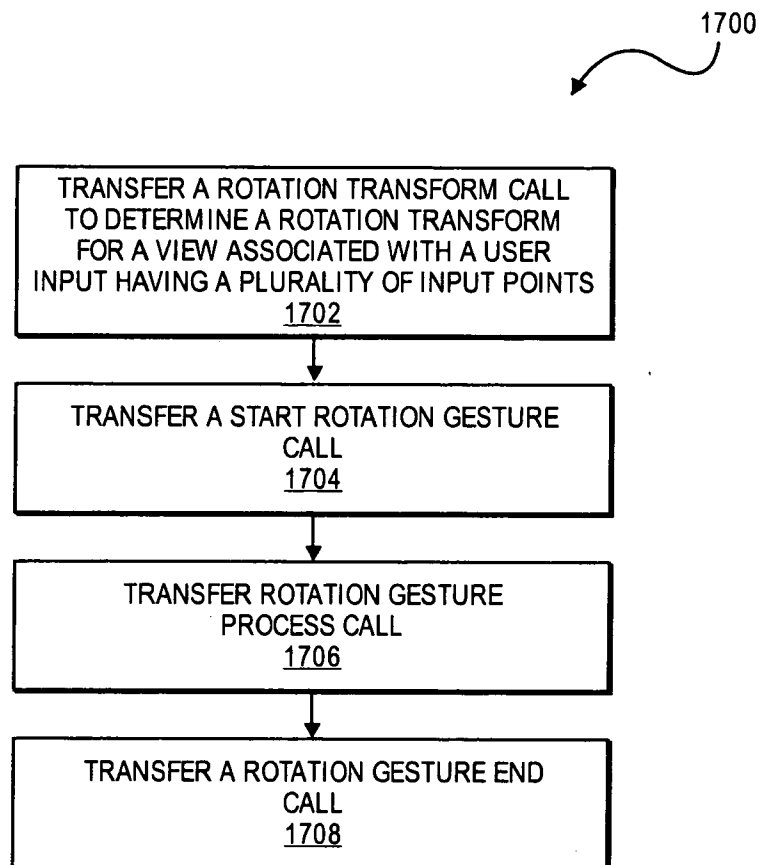 1700
TRANSFER A ROTATION TRANSFORM CALL
TO DETERMINE A ROTATION TRANSFORM
FOR A VIEW ASSOCIATED WITH A USER
INPUT HAVING A PLURALITY OF INPUT POINTS
1702
TRANSFER A START ROTATION GESTURE
CALL
1704
TRANSFER ROTATION GESTURE
PROCESS CALL
1706
TRANSFER A ROTATION GESTURE END
CALL
1708